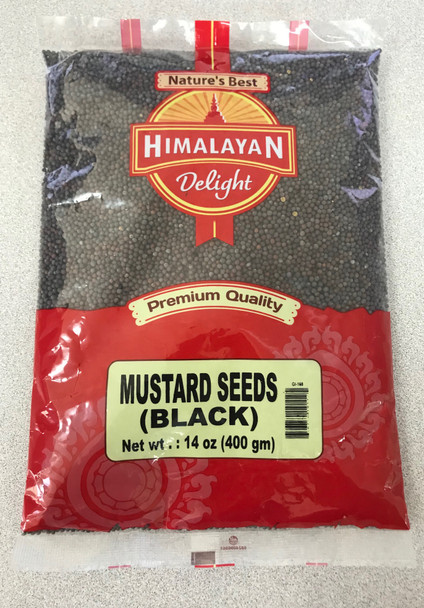 Nature's Best
HIMALAYAN
Delight
Premium Quality
MUSTARD SEEDS
(BLACK)
Net wt : : 14 oz (400 gm)